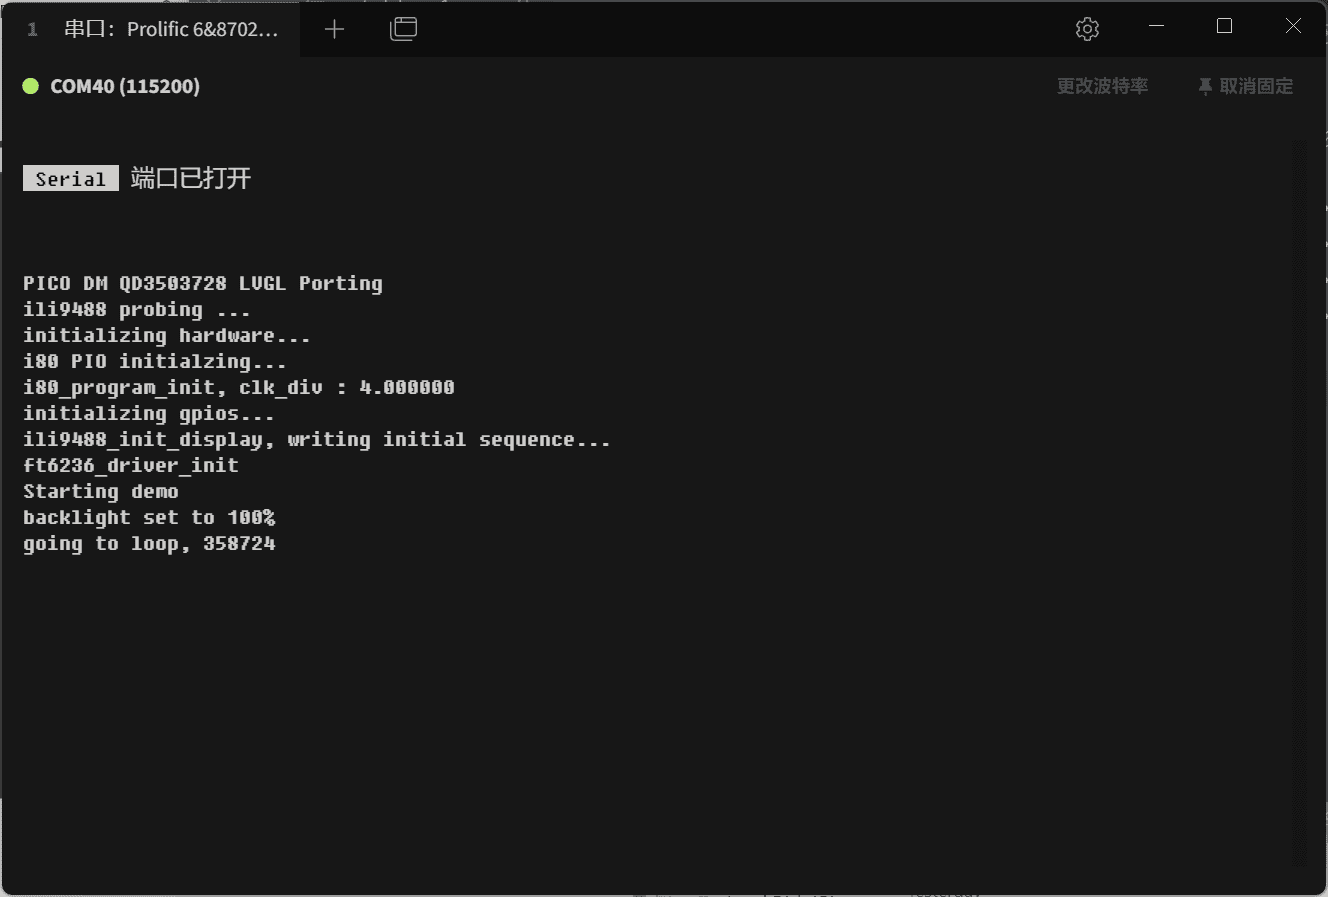 1 串口: Prolific 6&8702...
COM40 (115200)
更改波特率 取消固定
Serial 端口已打开
PICO DM QD3503728 LVGL Porting
ili9488 probing ...
initializing hardware...
i80 PIO initialzing...
i80_program_init, clk_div : 4.000000
initializing gpios...
ili9488_init_display, writing initial sequence...
ft6236_driver_init
Starting demo
backlight set to 100%
going to loop, 358724